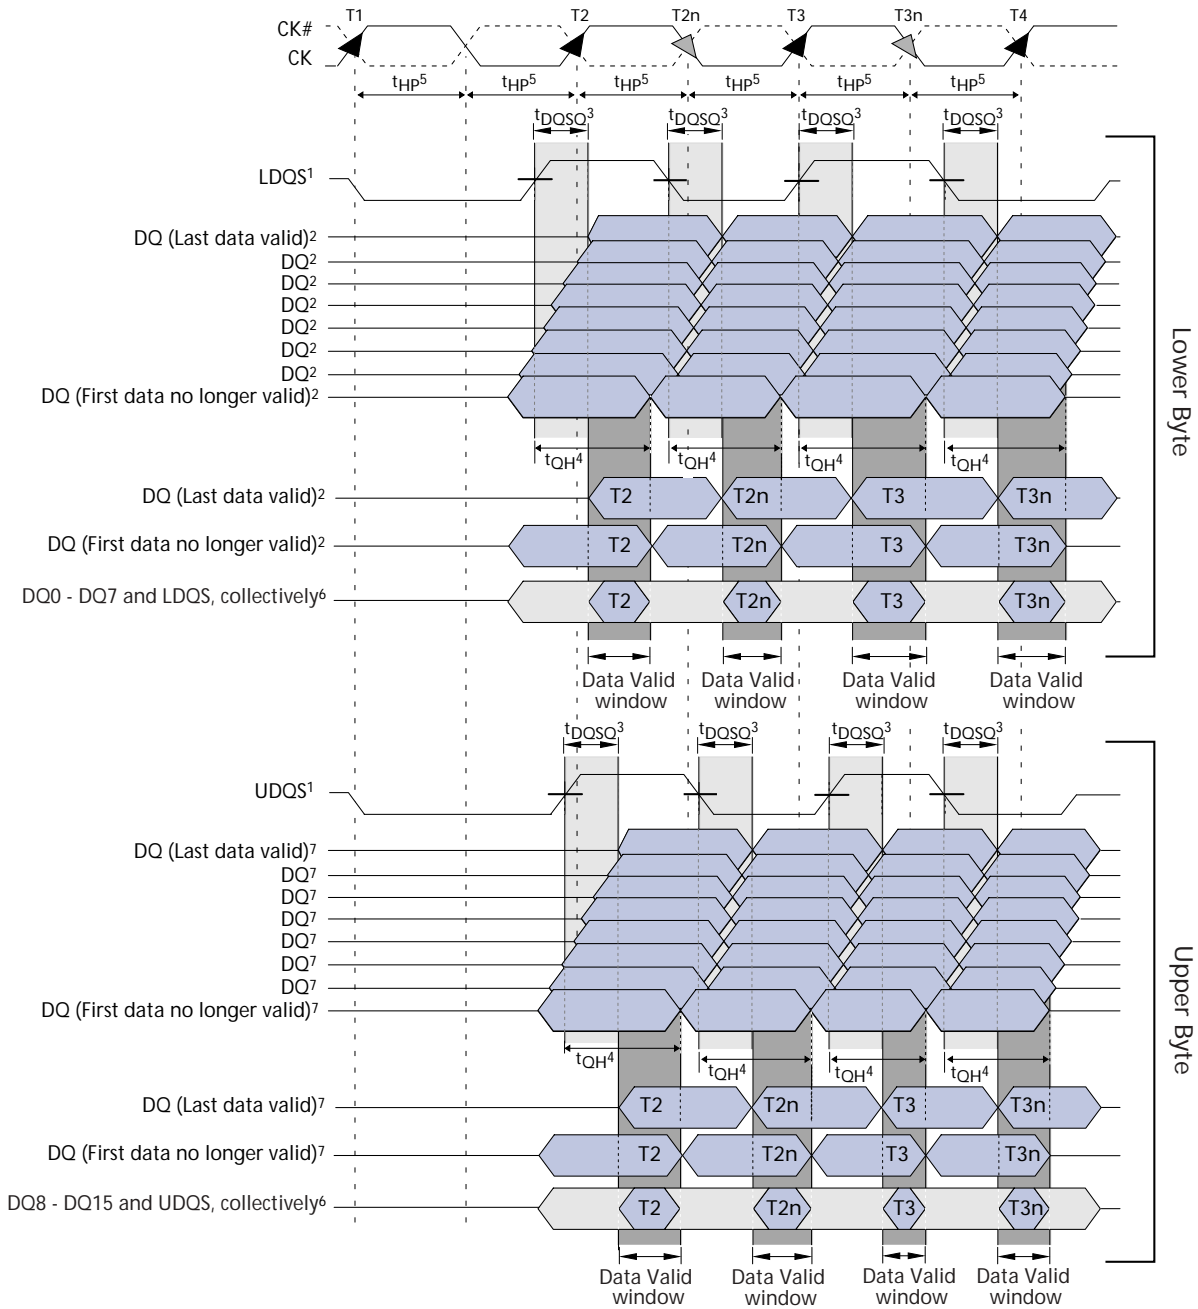 T1 T2 T2n T3 T3n T4
CK#
CK
tHP5 tHP5 tHP5 tHP5 tHP5 tHP5
tDQSQ3 tDQSQ3 tDQSQ3 tDQSQ3
LDQS1
DQ (Last data valid)2
DQ2
DQ2
DQ2
DQ2
DQ2
DQ2
DQ (First data no longer valid)2
tQH4 tQH4 tQH4 tQH4
DQ (Last data valid)2 T2 T2n T3 T3n
DQ (First data no longer valid)2 T2 T2n T3 T3n
DQ0 - DQ7 and LDQS, collectively6 T2 T2n T3 T3n
Data Valid window Data Valid window Data Valid window Data Valid window
Lower Byte
tDQSQ3 tDQSQ3 tDQSQ3 tDQSQ3
UDQS1
DQ (Last data valid)7
DQ7
DQ7
DQ7
DQ7
DQ7
DQ7
DQ (First data no longer valid)7
tQH4 tQH4 tQH4 tQH4
DQ (Last data valid)7 T2 T2n T3 T3n
DQ (First data no longer valid)7 T2 T2n T3 T3n
DQ8 - DQ15 and UDQS, collectively6 T2 T2n T3 T3n
Data Valid window Data Valid window Data Valid window Data Valid window
Upper Byte